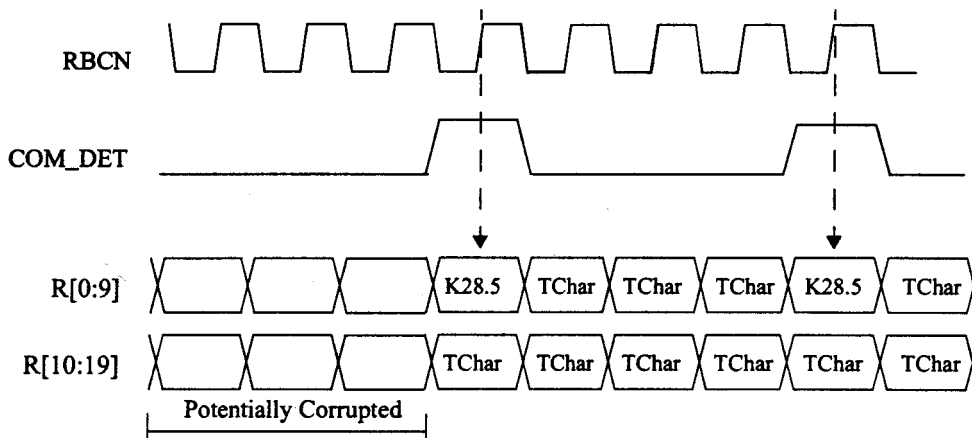 RBCN
COM_DET
R[0:9] K28.5 TChar TChar TChar K28.5 TChar
R[10:19] TChar TChar TChar TChar TChar TChar
Potentially Corrupted